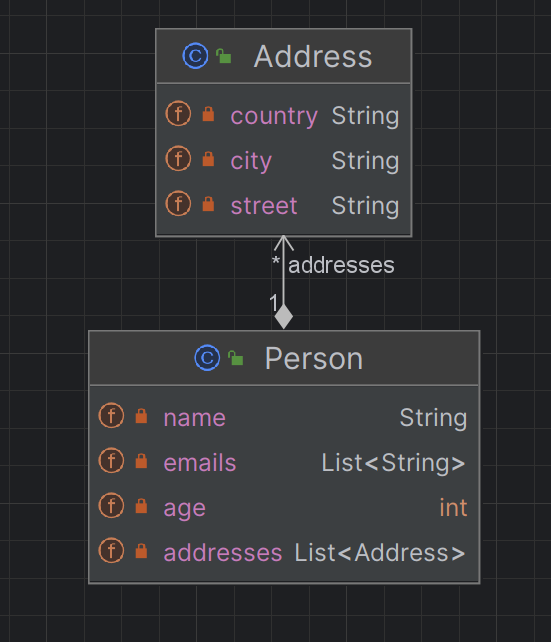 C Address
f country String
f city String
f street String
* addresses
1
C Person
f name String
f emails List<String>
f age int
f addresses List<Address>